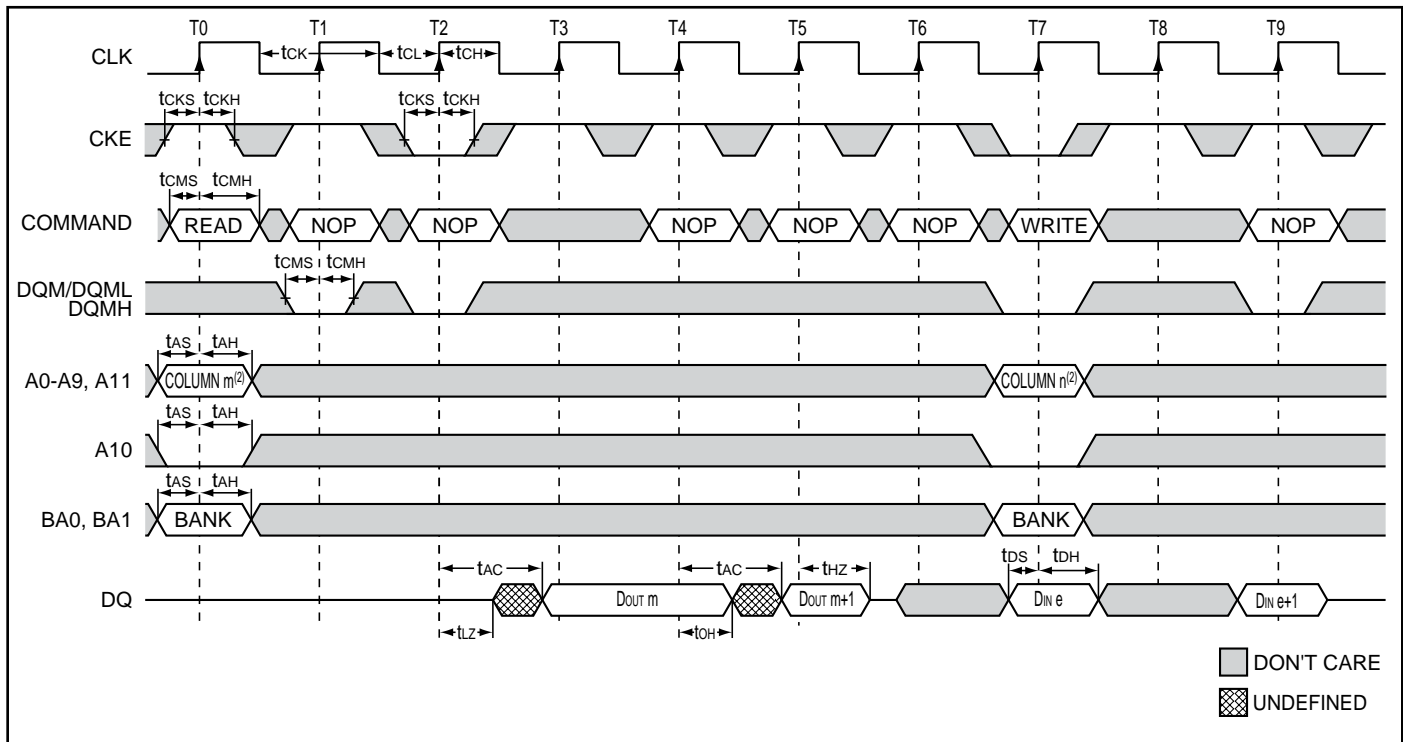 T0 T1 T2 T3 T4 T5 T6 T7 T8 T9
CLK tCK tCL tCH
tCKS tCKH tCKS tCKH
CKE
tCMS tCMH
COMMAND READ NOP NOP NOP NOP NOP WRITE NOP
tCMS tCMH
DQM/DQML
DQMH
tAS tAH
A0-A9, A11 COLUMN m(2) COLUMN n(2)
tAS tAH
A10
tAS tAH
BA0, BA1 BANK BANK
tAC tAC tHZ tDS tDH
DQ DOUT m DOUT m+1 DIN e DIN e+1
tLZ tOH
DON'T CARE
UNDEFINED